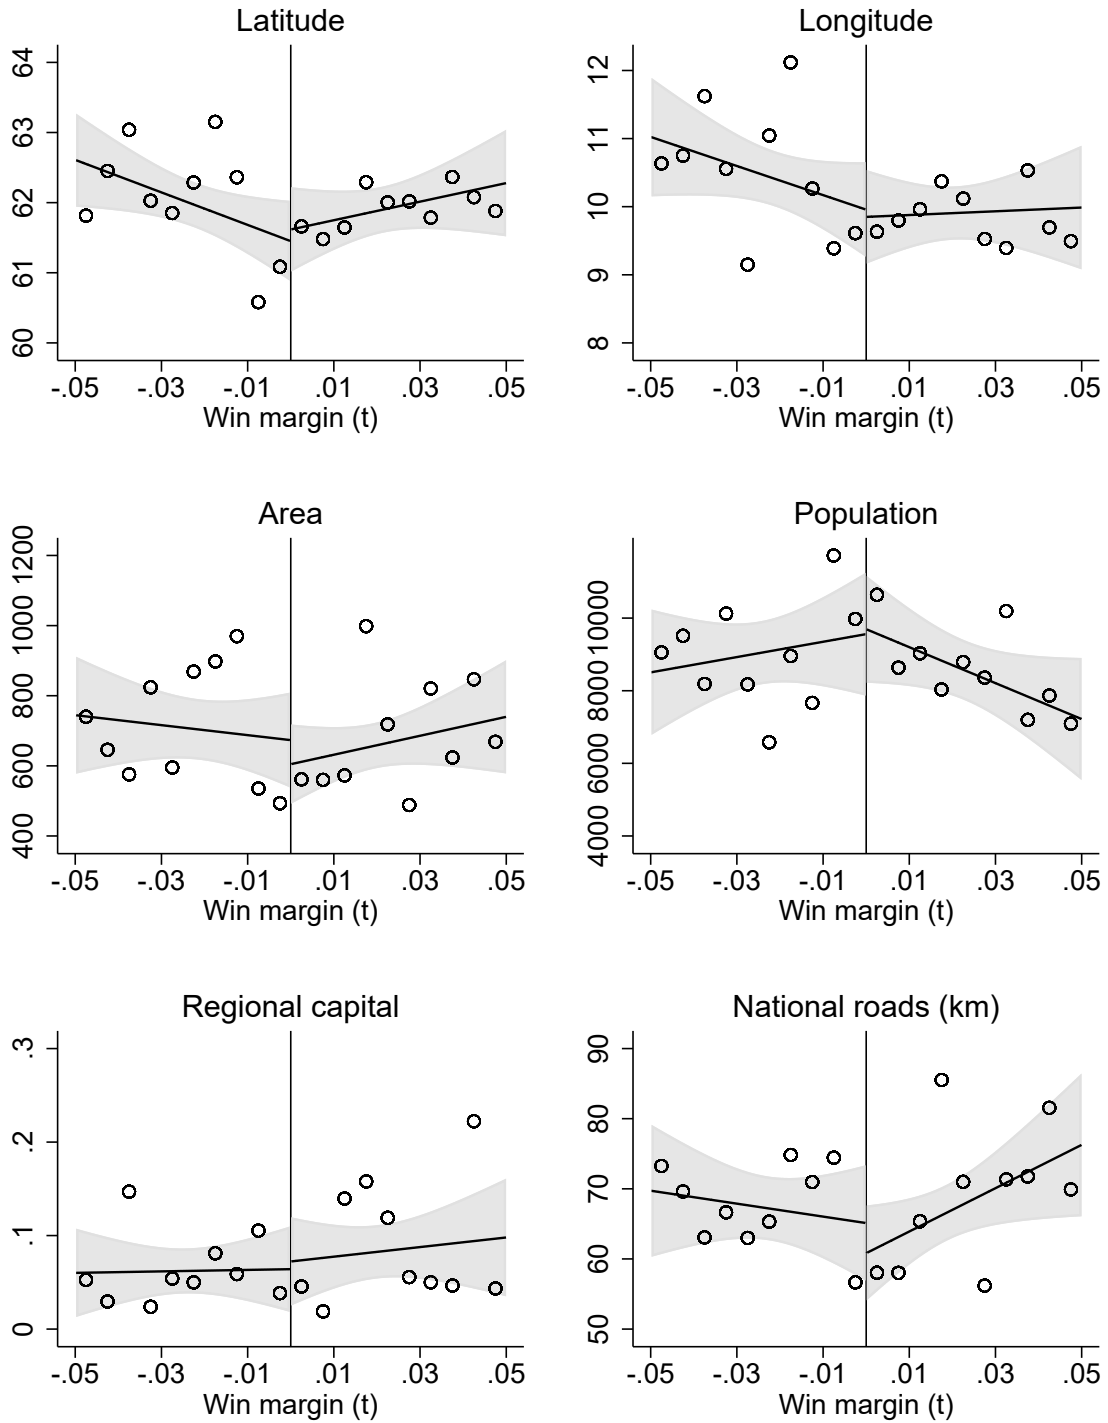 Latitude
64
63
62
61
60
-.05 -.03 -.01 .01 .03 .05
Win margin (t)
Longitude
12
11
10
9
8
-.05 -.03 -.01 .01 .03 .05
Win margin (t)
Area
1200
1000
800
600
400
-.05 -.03 -.01 .01 .03 .05
Win margin (t)
Population
10000
8000
6000
4000
-.05 -.03 -.01 .01 .03 .05
Win margin (t)
Regional capital
.3
.2
.1
0
-.05 -.03 -.01 .01 .03 .05
Win margin (t)
National roads (km)
90
80
70
60
50
-.05 -.03 -.01 .01 .03 .05
Win margin (t)